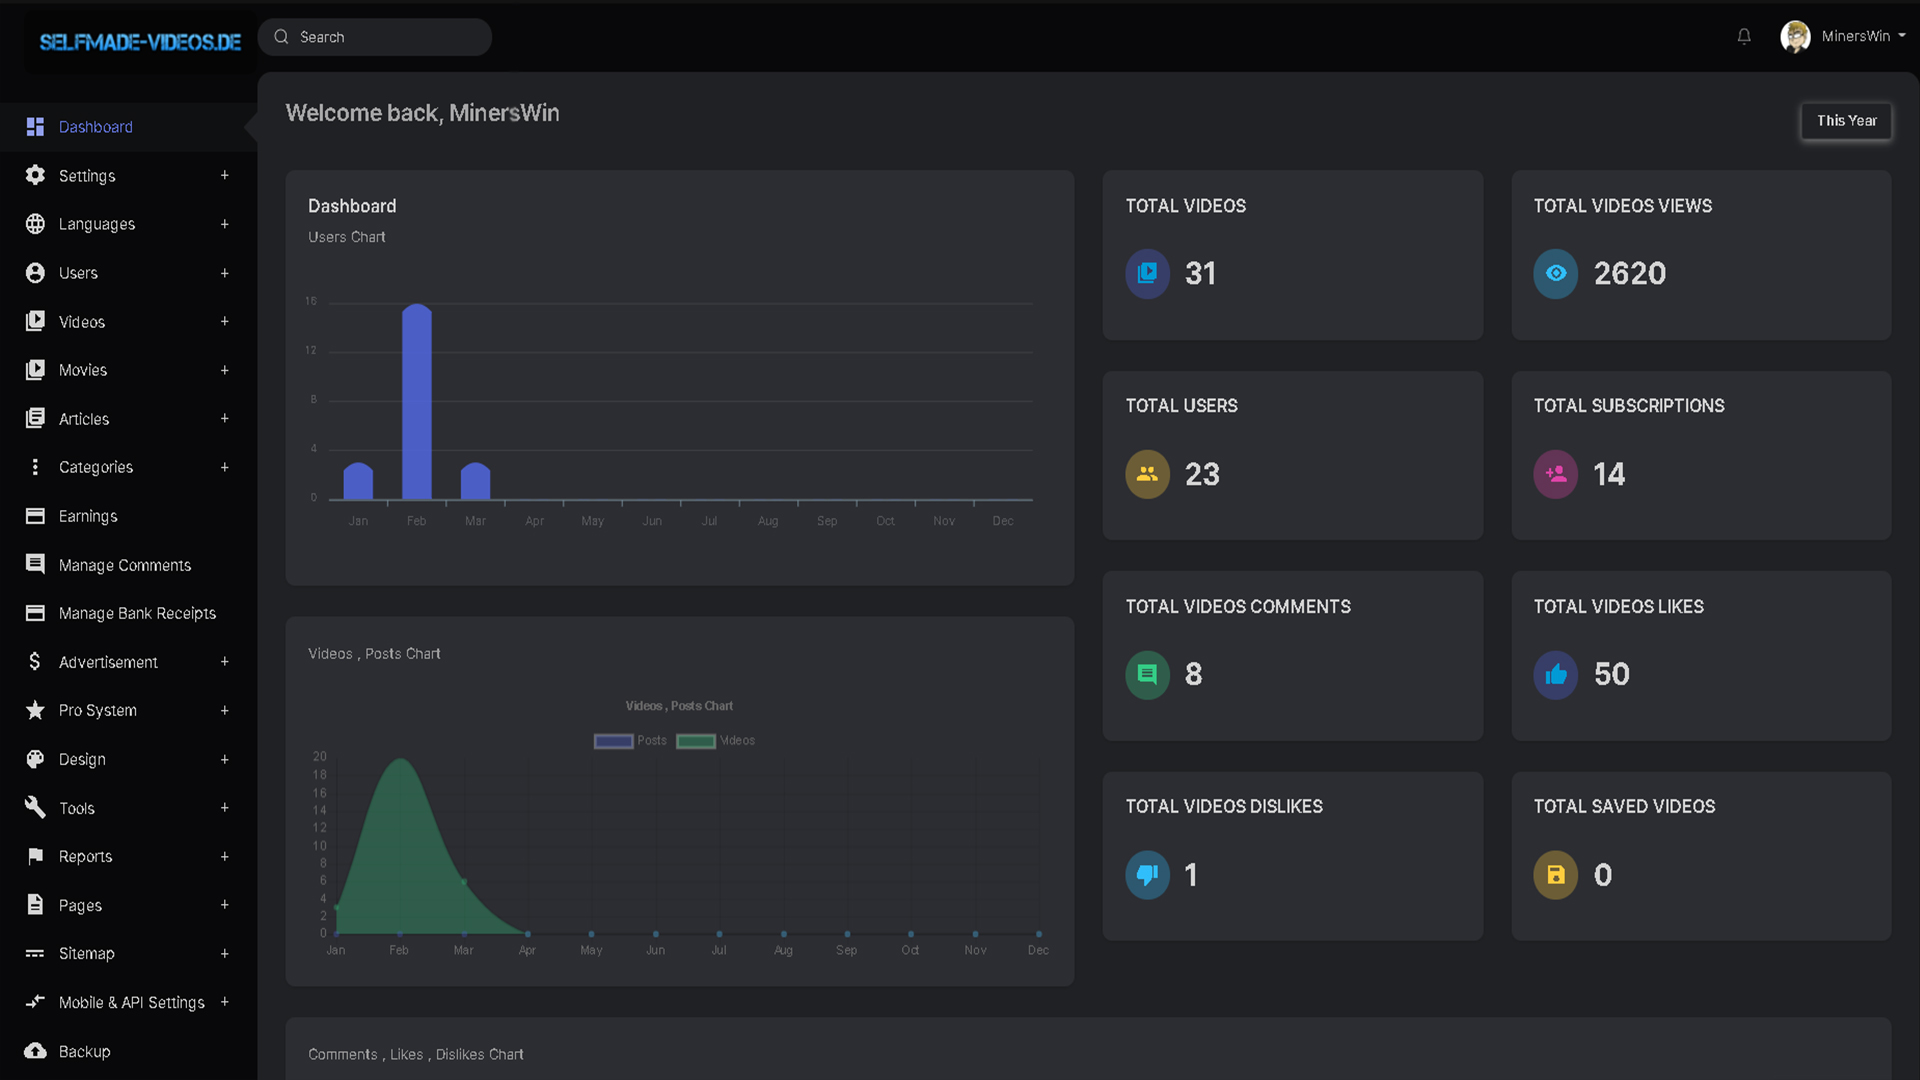 SELFMADE-VIDEOS.DE
Search
MinersWin
Dashboard
Settings +
Languages +
Users +
Videos +
Movies +
Articles +
Categories +
Earnings
Manage Comments
Manage Bank Receipts
Advertisement +
Pro System +
Design +
Tools +
Reports +
Pages +
Sitemap +
Mobile & API Settings +
Backup
Welcome back, MinersWin
This Year
Dashboard
Users Chart
16
12
8
4
0
Jan Feb Mar Apr May Jun Jul Aug Sep Oct Nov Dec
Videos , Posts Chart
Videos , Posts Chart
Posts Videos
20
18
16
14
12
10
8
6
4
2
0
Jan Feb Mar Apr May Jun Jul Aug Sep Oct Nov Dec
TOTAL VIDEOS
31
TOTAL VIDEOS VIEWS
2620
TOTAL USERS
23
TOTAL SUBSCRIPTIONS
14
TOTAL VIDEOS COMMENTS
8
TOTAL VIDEOS LIKES
50
TOTAL VIDEOS DISLIKES
1
TOTAL SAVED VIDEOS
0
Comments , Likes , Dislikes Chart